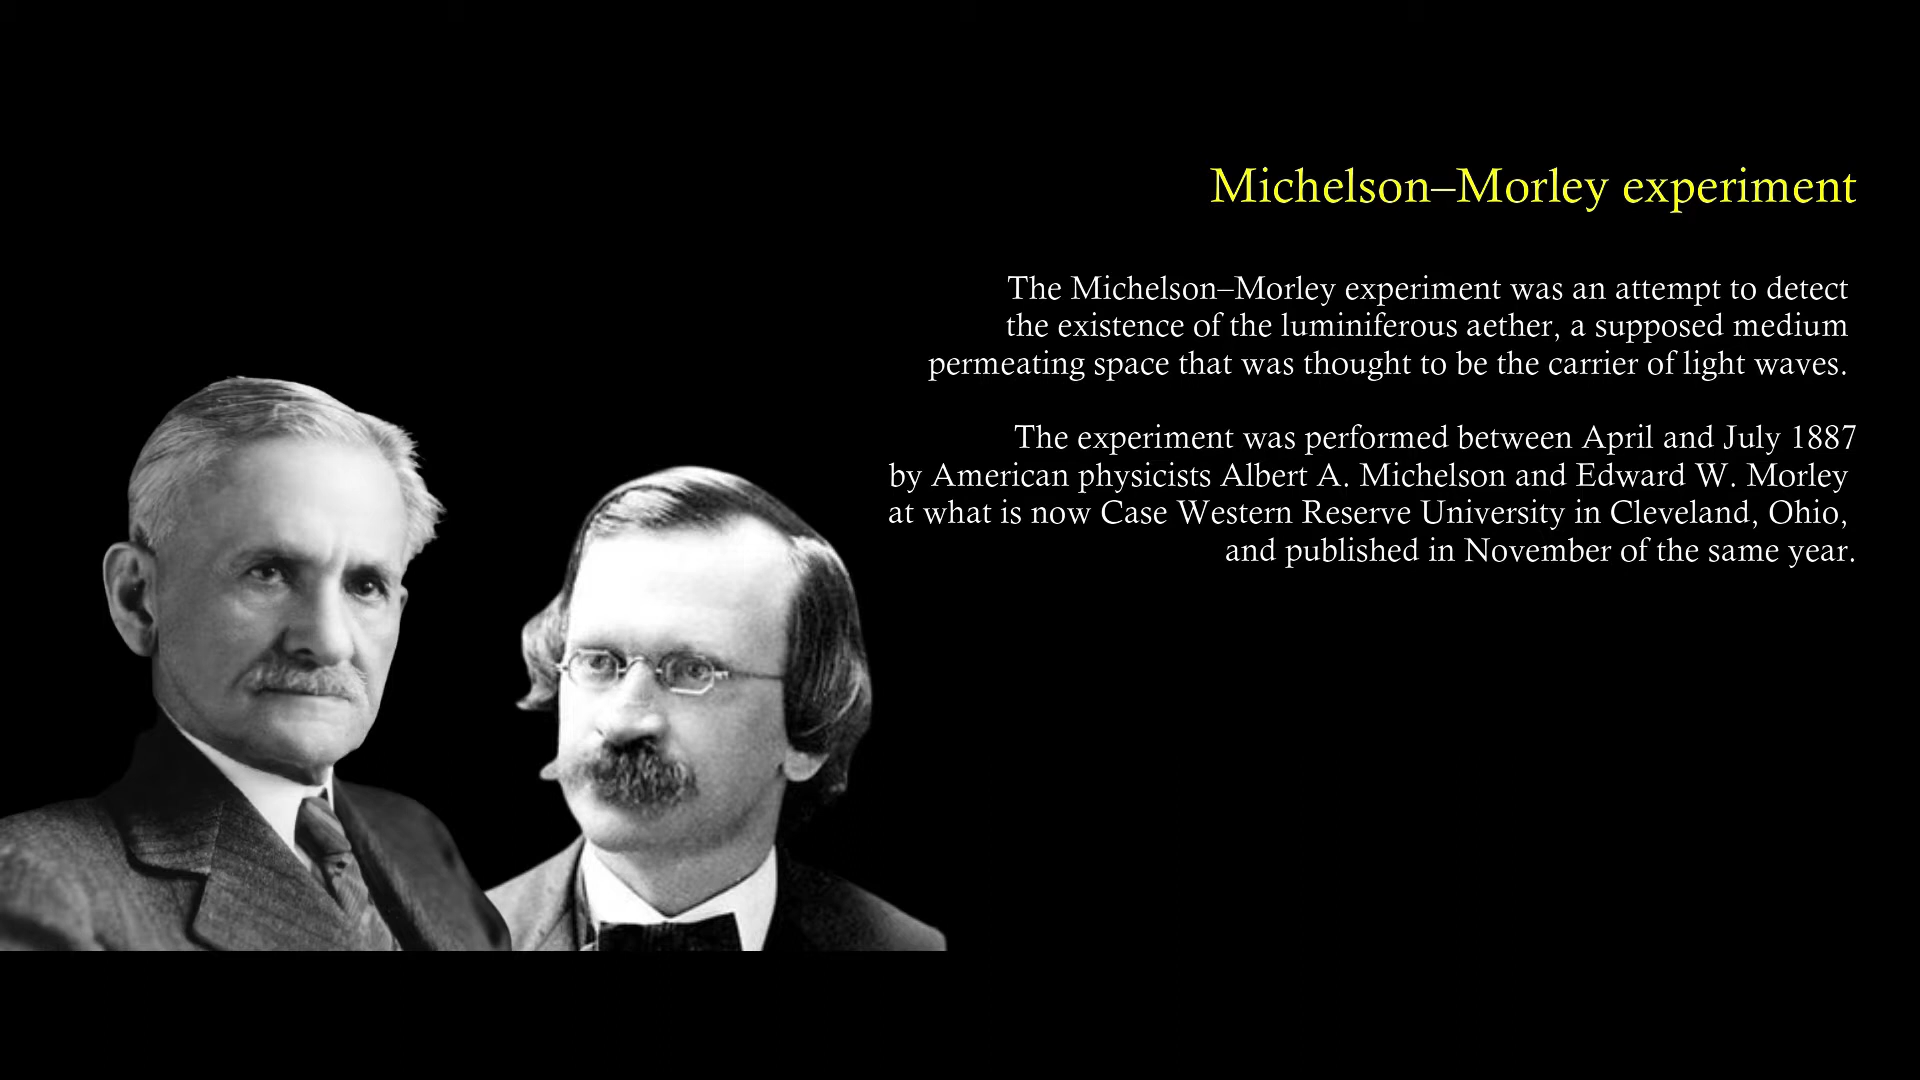 Michelson–Morley experiment
The Michelson–Morley experiment was an attempt to detect
the existence of the luminiferous aether, a supposed medium
permeating space that was thought to be the carrier of light waves.
The experiment was performed between April and July 1887
by American physicists Albert A. Michelson and Edward W. Morley
at what is now Case Western Reserve University in Cleveland, Ohio,
and published in November of the same year.